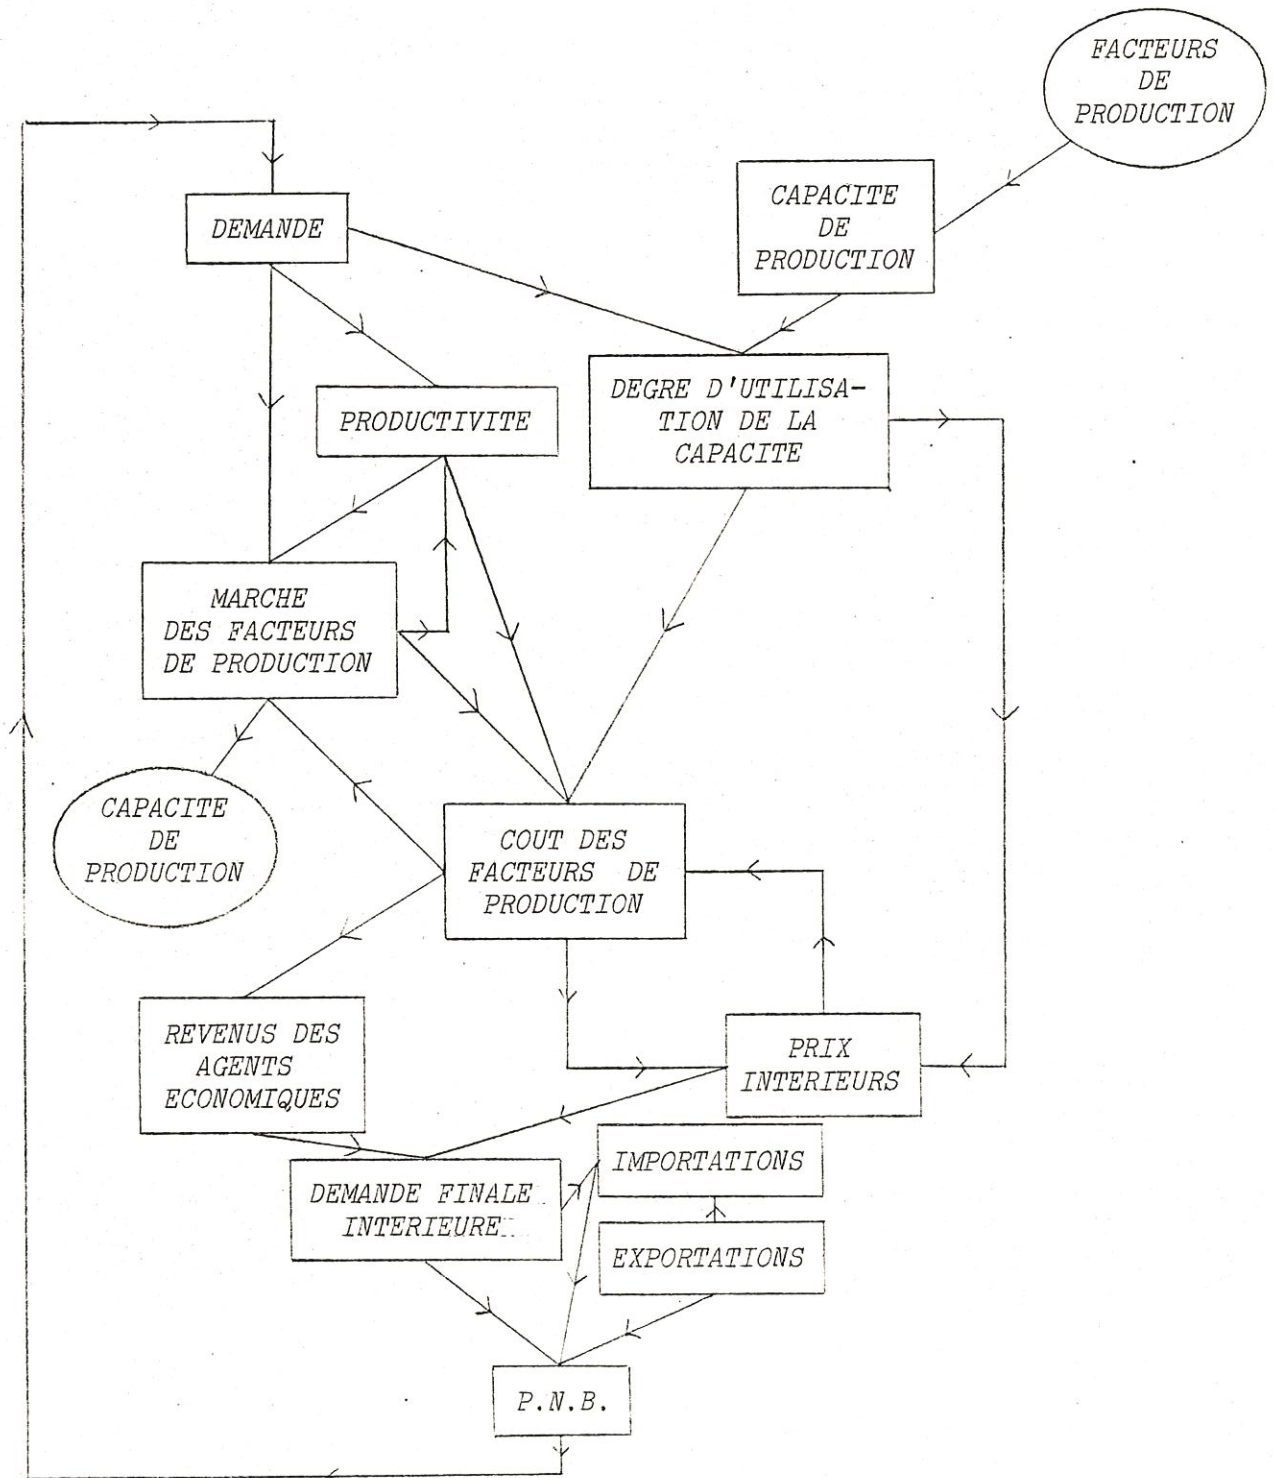 FACTEURS
DE
PRODUCTION
CAPACITE
DE
PRODUCTION
DEMANDE
DEGRE D'UTILISA-
TION DE LA
CAPACITE
PRODUCTIVITE
MARCHE
DES FACTEURS
DE PRODUCTION
CAPACITE
DE
PRODUCTION
COUT DES
FACTEURS DE
PRODUCTION
REVENUS DES
AGENTS
ECONOMIQUES
PRIX
INTERIEURS
IMPORTATIONS
DEMANDE FINALE
INTERIEURE
EXPORTATIONS
P.N.B.